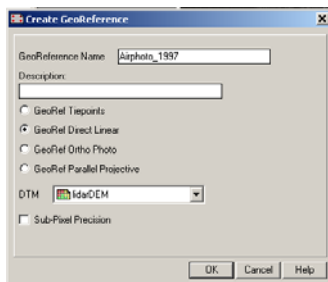 Create GeoReference
GeoReference Name Airphoto_1997
Description:
GeoRef Tiepoints
GeoRef Direct Linear
GeoRef Ortho Photo
GeoRef Parallel Projective
DTM lidarDEM
Sub-Pixel Precision
OK Cancel Help